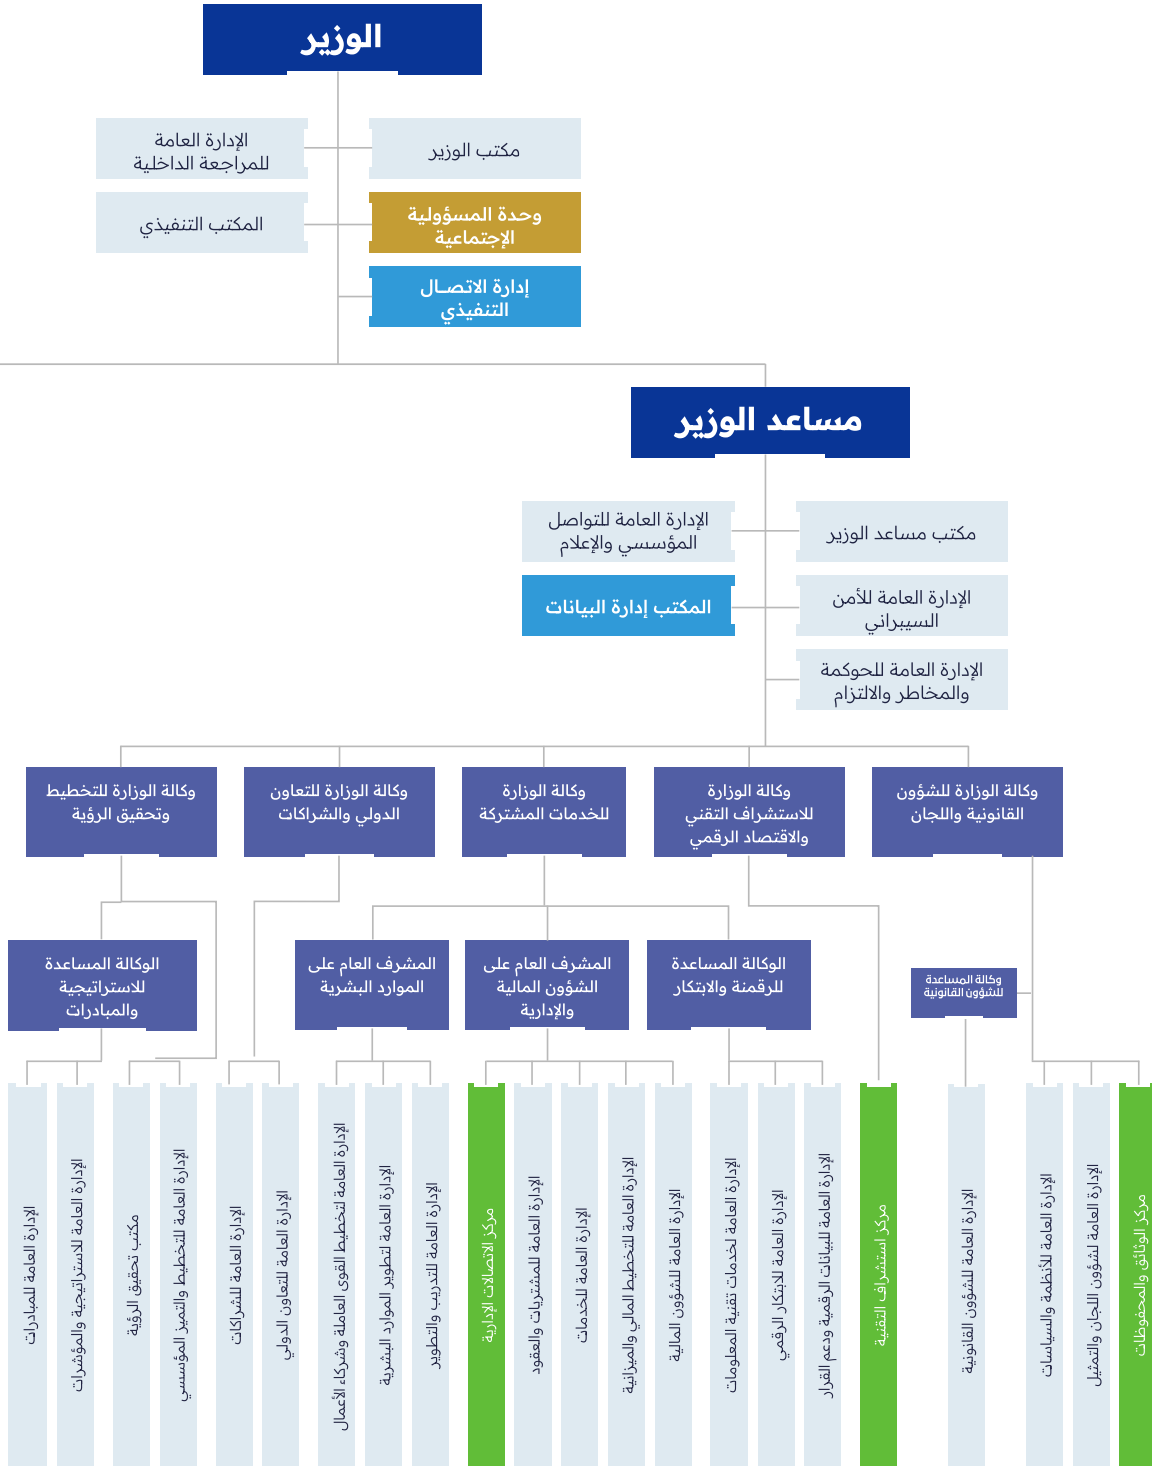 الوزير
مكتب وزير
الإدارة العامة
للمراجعة الداخلية
وحدة المسؤولية
الإجتماعية
المكتب التنفيذي
إدارة الاتصـال
التنفيذي
مساعد الوزير
مكتب مساعد الوزير
الإدارة العامة للتواصل
المؤسسي والإعلام
الإدارة العامة للأمن
السيبراني
المكتب إدارة البيانات
الإدارة العامة للحوكمة
والمخاطر والالتزام
وكالة الوزارة للشؤون
القانونية واللجان
وكالة الوزارة
للاستشراف التقني
والاقتصاد الرقمي
وكالة الوزارة
للخدمات المشتركة
وكالة الوزارة للتعاون
الدولي والشراكات
وكالة الوزارة للتخطيط
وتحقيق الرؤية
وكالة الوزارة المساعدة
للشؤون القانونية
الوكالة المساعدة
للرقمنة والابتكار
المشرف العام على
الشؤون المالية
والإدارية
المشرف العام على
الموارد البشرية
الوكالة المساعدة
للاستراتيجية
والمبادرات
مركز الوثائق والمحفوظات
الإدارة العامة لشؤون اللجان والتمثيل
الإدارة العامة للأنظمة والسياسات
الإدارة العامة للشؤون القانونية
مركز استشراف التقنية
الإدارة العامة للبيانات الرقمية ودعم القرار
الإدارة العامة للابتكار الرقمي
الإدارة العامة لخدمات تقنية المعلومات
الإدارة العامة للشؤون المالية
الإدارة العامة للتخطيط المالي والميزانية
الإدارة العامة للخدمات
الإدارة العامة للمشتريات والعقود
مركز الاتصالات الإدارية
الإدارة العامة للتدريب والتطوير
الإدارة العامة لتطوير الموارد البشرية
الإدارة العامة لتخطيط القوى العاملة وشركاء الأعمال
الإدارة العامة للتعاون الدولي
الإدارة العامة للشراكات
الإدارة العامة للتخطيط والتميز المؤسسي
مكتب تحقيق الرؤية
الإدارة العامة للاستراتيجية والمؤشرات
الإدارة العامة للمبادرات